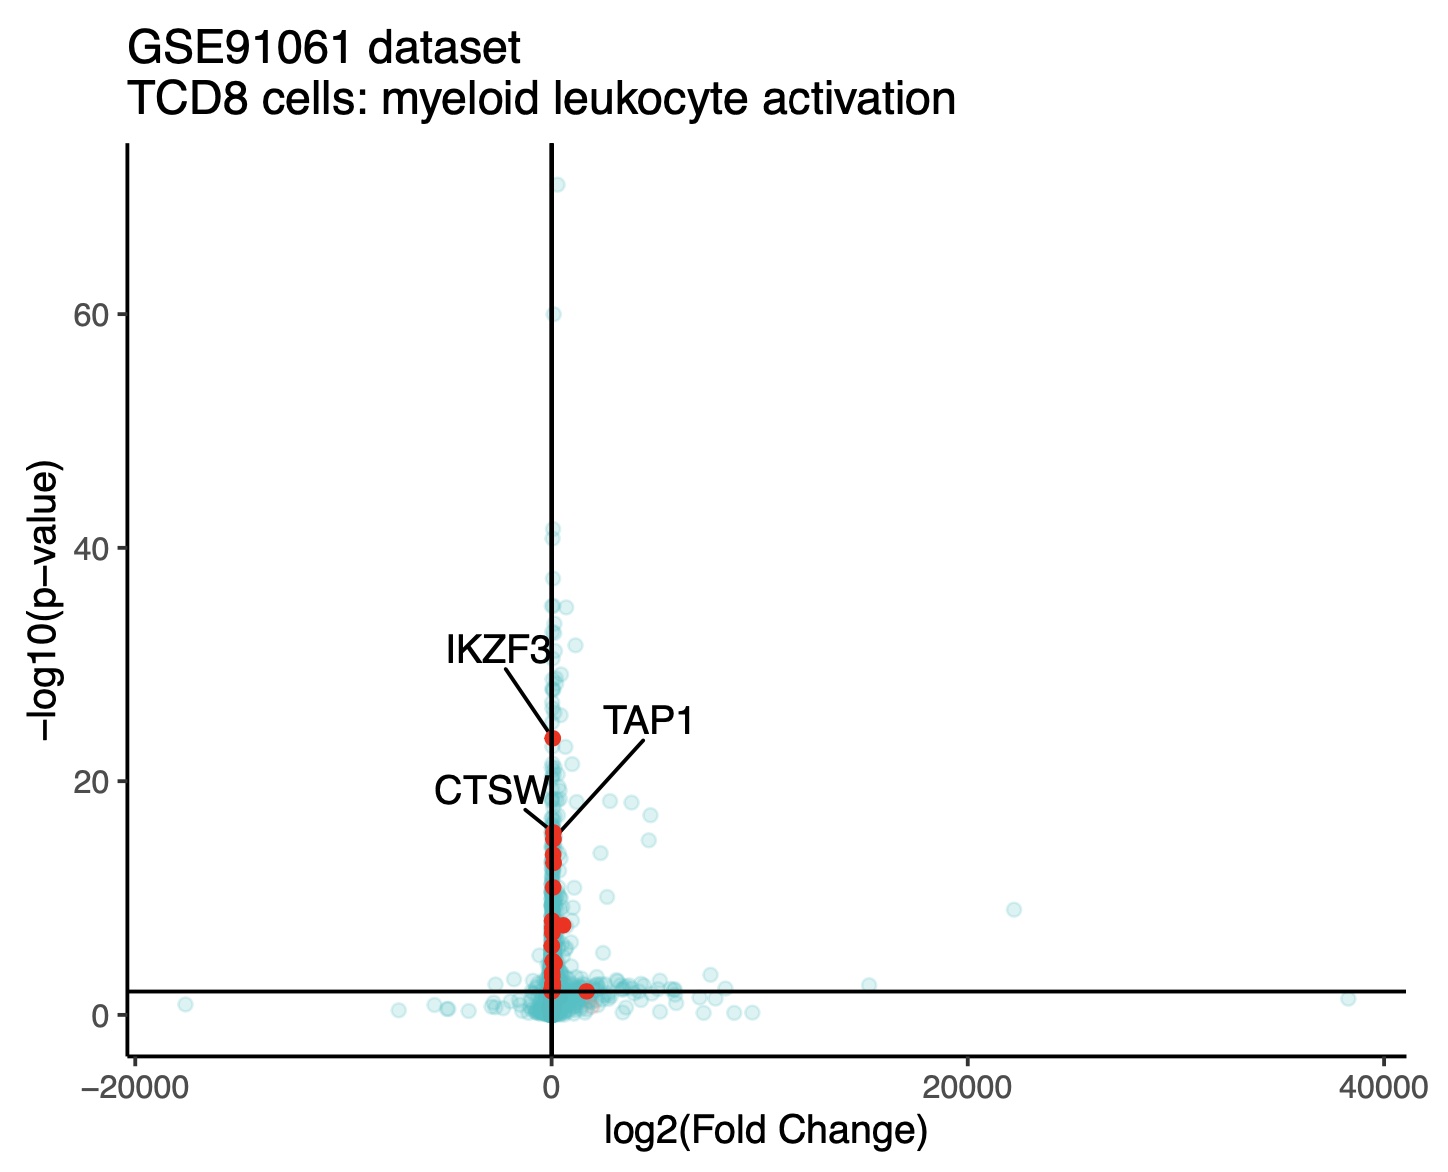 GSE91061 dataset
TCD8 cells: myeloid leukocyte activation
−log10(p−value)
60
40
20
0
IKZF3
TAP1
CTSW
−20000
0
20000
40000
log2(Fold Change)